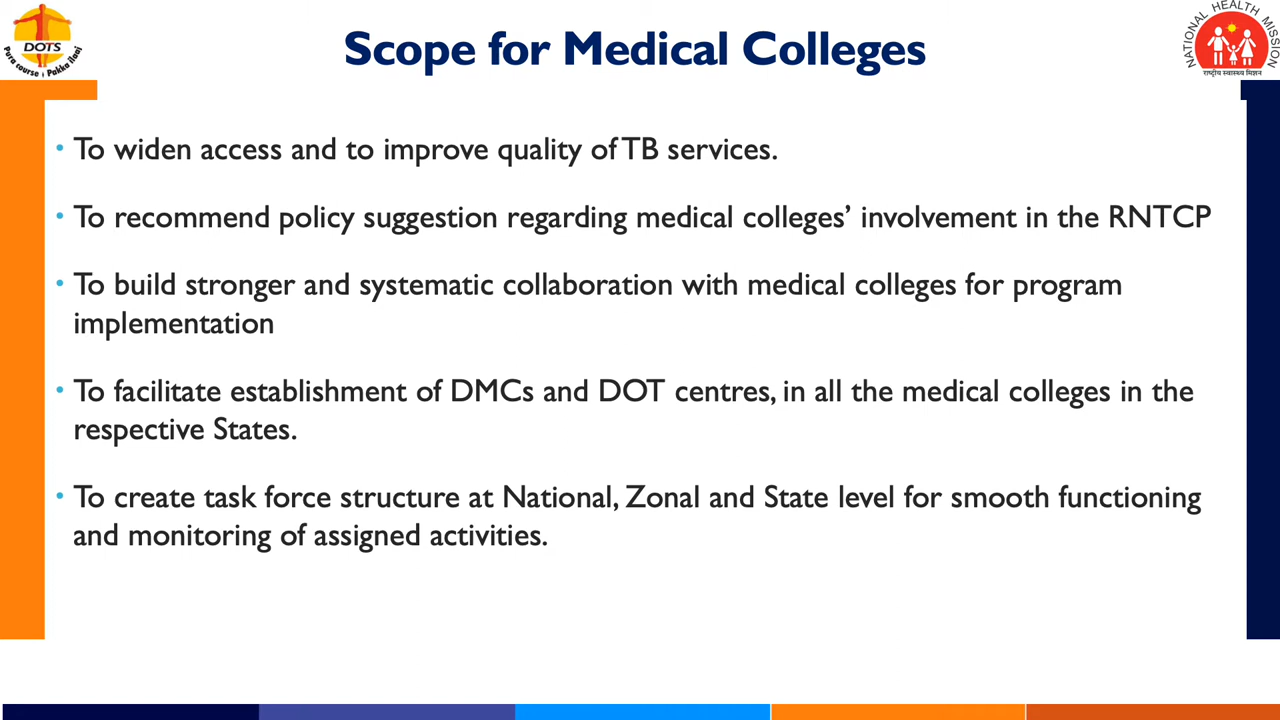 DOTS
Pura course, Pakka Ilaj
Scope for Medical Colleges
NATIONAL HEALTH MISSION
राष्ट्रीय स्वास्थ्य मिशन
• To widen access and to improve quality of TB services.
• To recommend policy suggestion regarding medical colleges’ involvement in the RNTCP
• To build stronger and systematic collaboration with medical colleges for program
implementation
• To facilitate establishment of DMCs and DOT centres, in all the medical colleges in the
respective States.
• To create task force structure at National, Zonal and State level for smooth functioning
and monitoring of assigned activities.